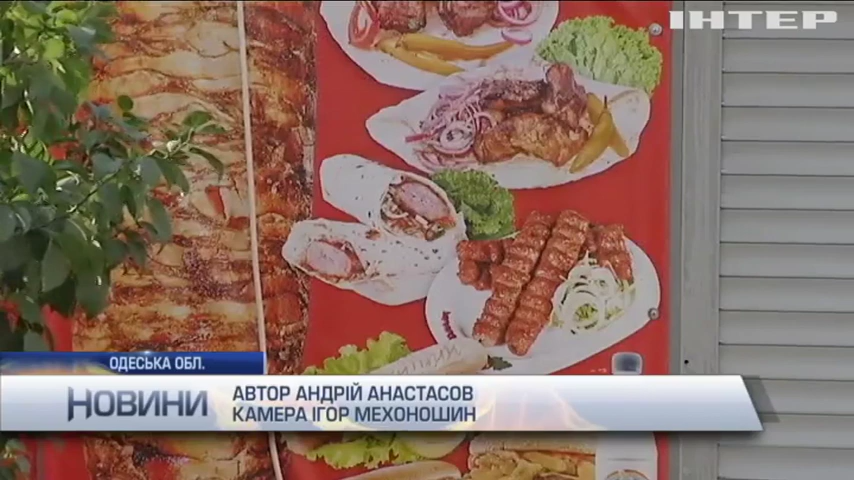 ІНТЕР
ОДЕСЬКА ОБЛ.
НОВИНИ
АВТОР АНДРІЙ АНАСТАСОВ
КАМЕРА ІГОР МЕХОНОШИН